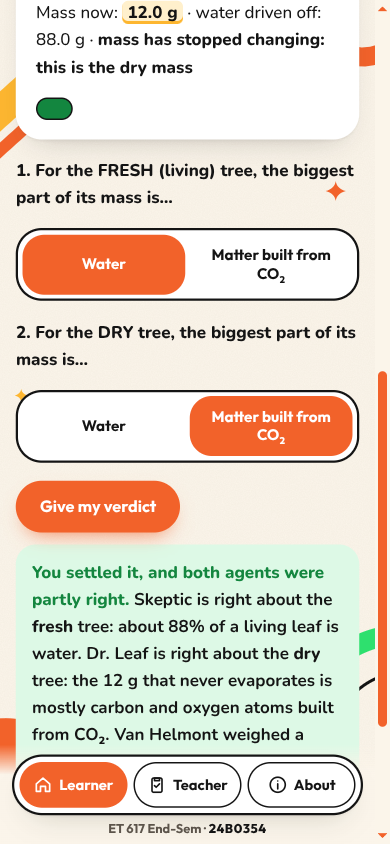 Mass now: 12.0 g · water driven off:
88.0 g · mass has stopped changing:
this is the dry mass
1. For the FRESH (living) tree, the biggest
part of its mass is...
Water
Matter built from
CO₂
2. For the DRY tree, the biggest part of its
mass is...
Water
Matter built from
CO₂
Give my verdict
You settled it, and both agents were
partly right. Skeptic is right about the
fresh tree: about 88% of a living leaf is
water. Dr. Leaf is right about the dry
tree: the 12 g that never evaporates is
mostly carbon and oxygen atoms built
from CO₂. Van Helmont weighed a
Learner
Teacher
About
ET 617 End-Sem · 24B0354